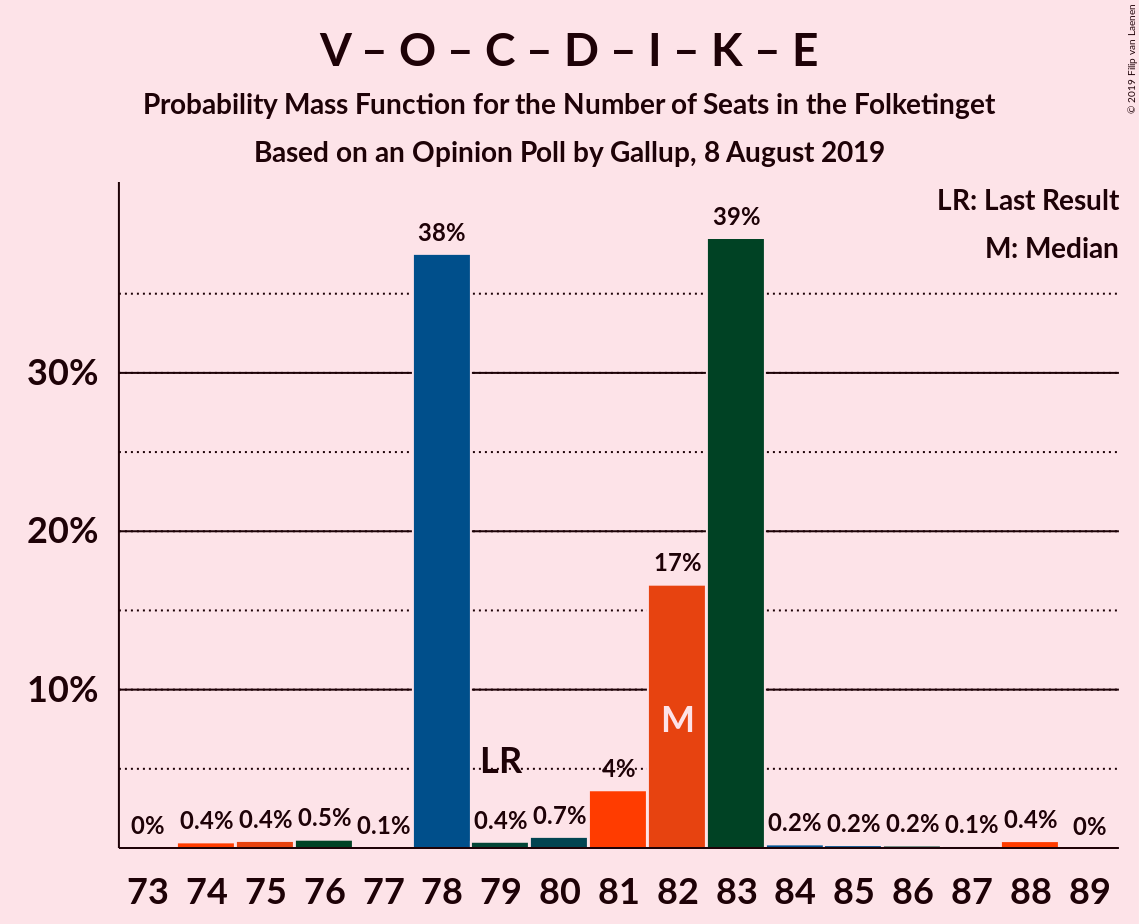 V – O – C – D – I – K – E
Probability Mass Function for the Number of Seats in the Folketinget
Based on an Opinion Poll by Gallup, 8 August 2019
© 2019 Filip van Laenen
LR: Last Result
M: Median
30%
20%
10%
0%
0.4%
0.4%
0.5%
0.1%
38%
0.4%
0.7%
4%
17%
39%
0.2%
0.2%
0.2%
0.1%
0.4%
0%
LR
M
73 74 75 76 77 78 79 80 81 82 83 84 85 86 87 88 89